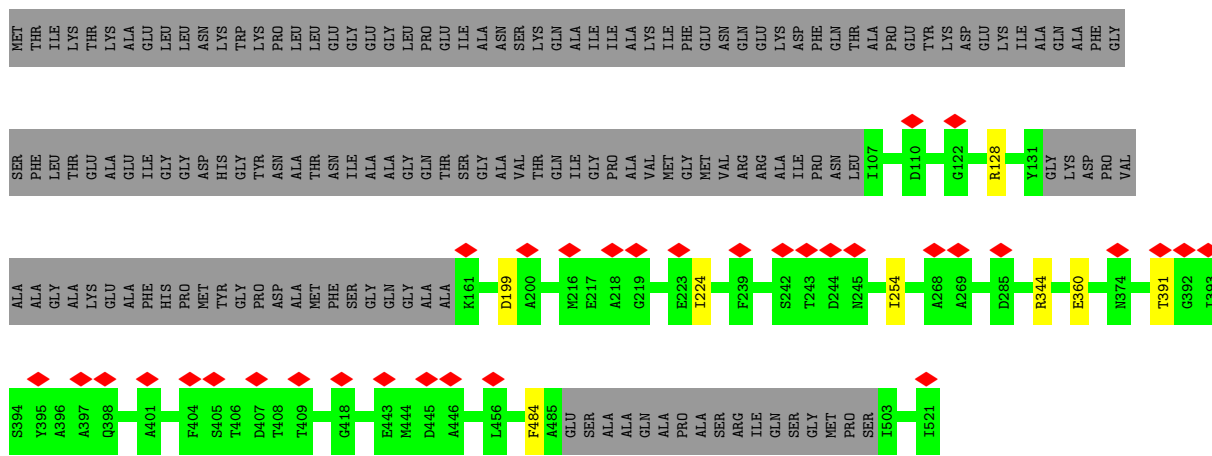 MET THR ILE LYS THR LYS ALA GLU LEU LEU ASN LYS TRP LYS PRO LEU LEU GLU GLY GLU GLY LEU PRO GLU ILE ALA ASN SER LYS GLN ALA ILE ILE ALA LYS ILE PHE GLU ASN GLN GLU LYS ASP PHE GLN THR ALA PRO GLU TYR LYS ASP GLU LYS ILE ALA GLN ALA PHE GLY
SER PHE LEU THR GLU ALA GLU ILE GLY GLY ASP HIS GLY TYR ASN ALA THR ASN ILE ALA ALA GLY GLN THR SER GLY ALA VAL THR GLN ILE GLY PRO ALA VAL MET GLY MET VAL ARG ARG ALA ILE PRO ASN LEU I107 D110 G122 R128 Y131 GLY LYS ASP PRO VAL
ALA ALA GLY ALA LYS GLU ALA PHE HIS PRO MET TYR GLY PRO ASP ALA MET PHE SER GLY GLN GLY ALA ALA K161 D199 A200 M216 E217 A218 G219 E223 I224 F239 S242 T243 D244 N245 I254 A268 A269 D285 R344 E360 N374 T391 G392 I393
S394 Y395 A396 A397 Q398 A401 F404 S405 T406 D407 T408 T409 G418 E443 M444 D445 A446 L456 F484 A485 GLU SER ALA ALA GLN ALA PRO ALA SER ARG ILE GLN SER GLY MET PRO SER I503 I521